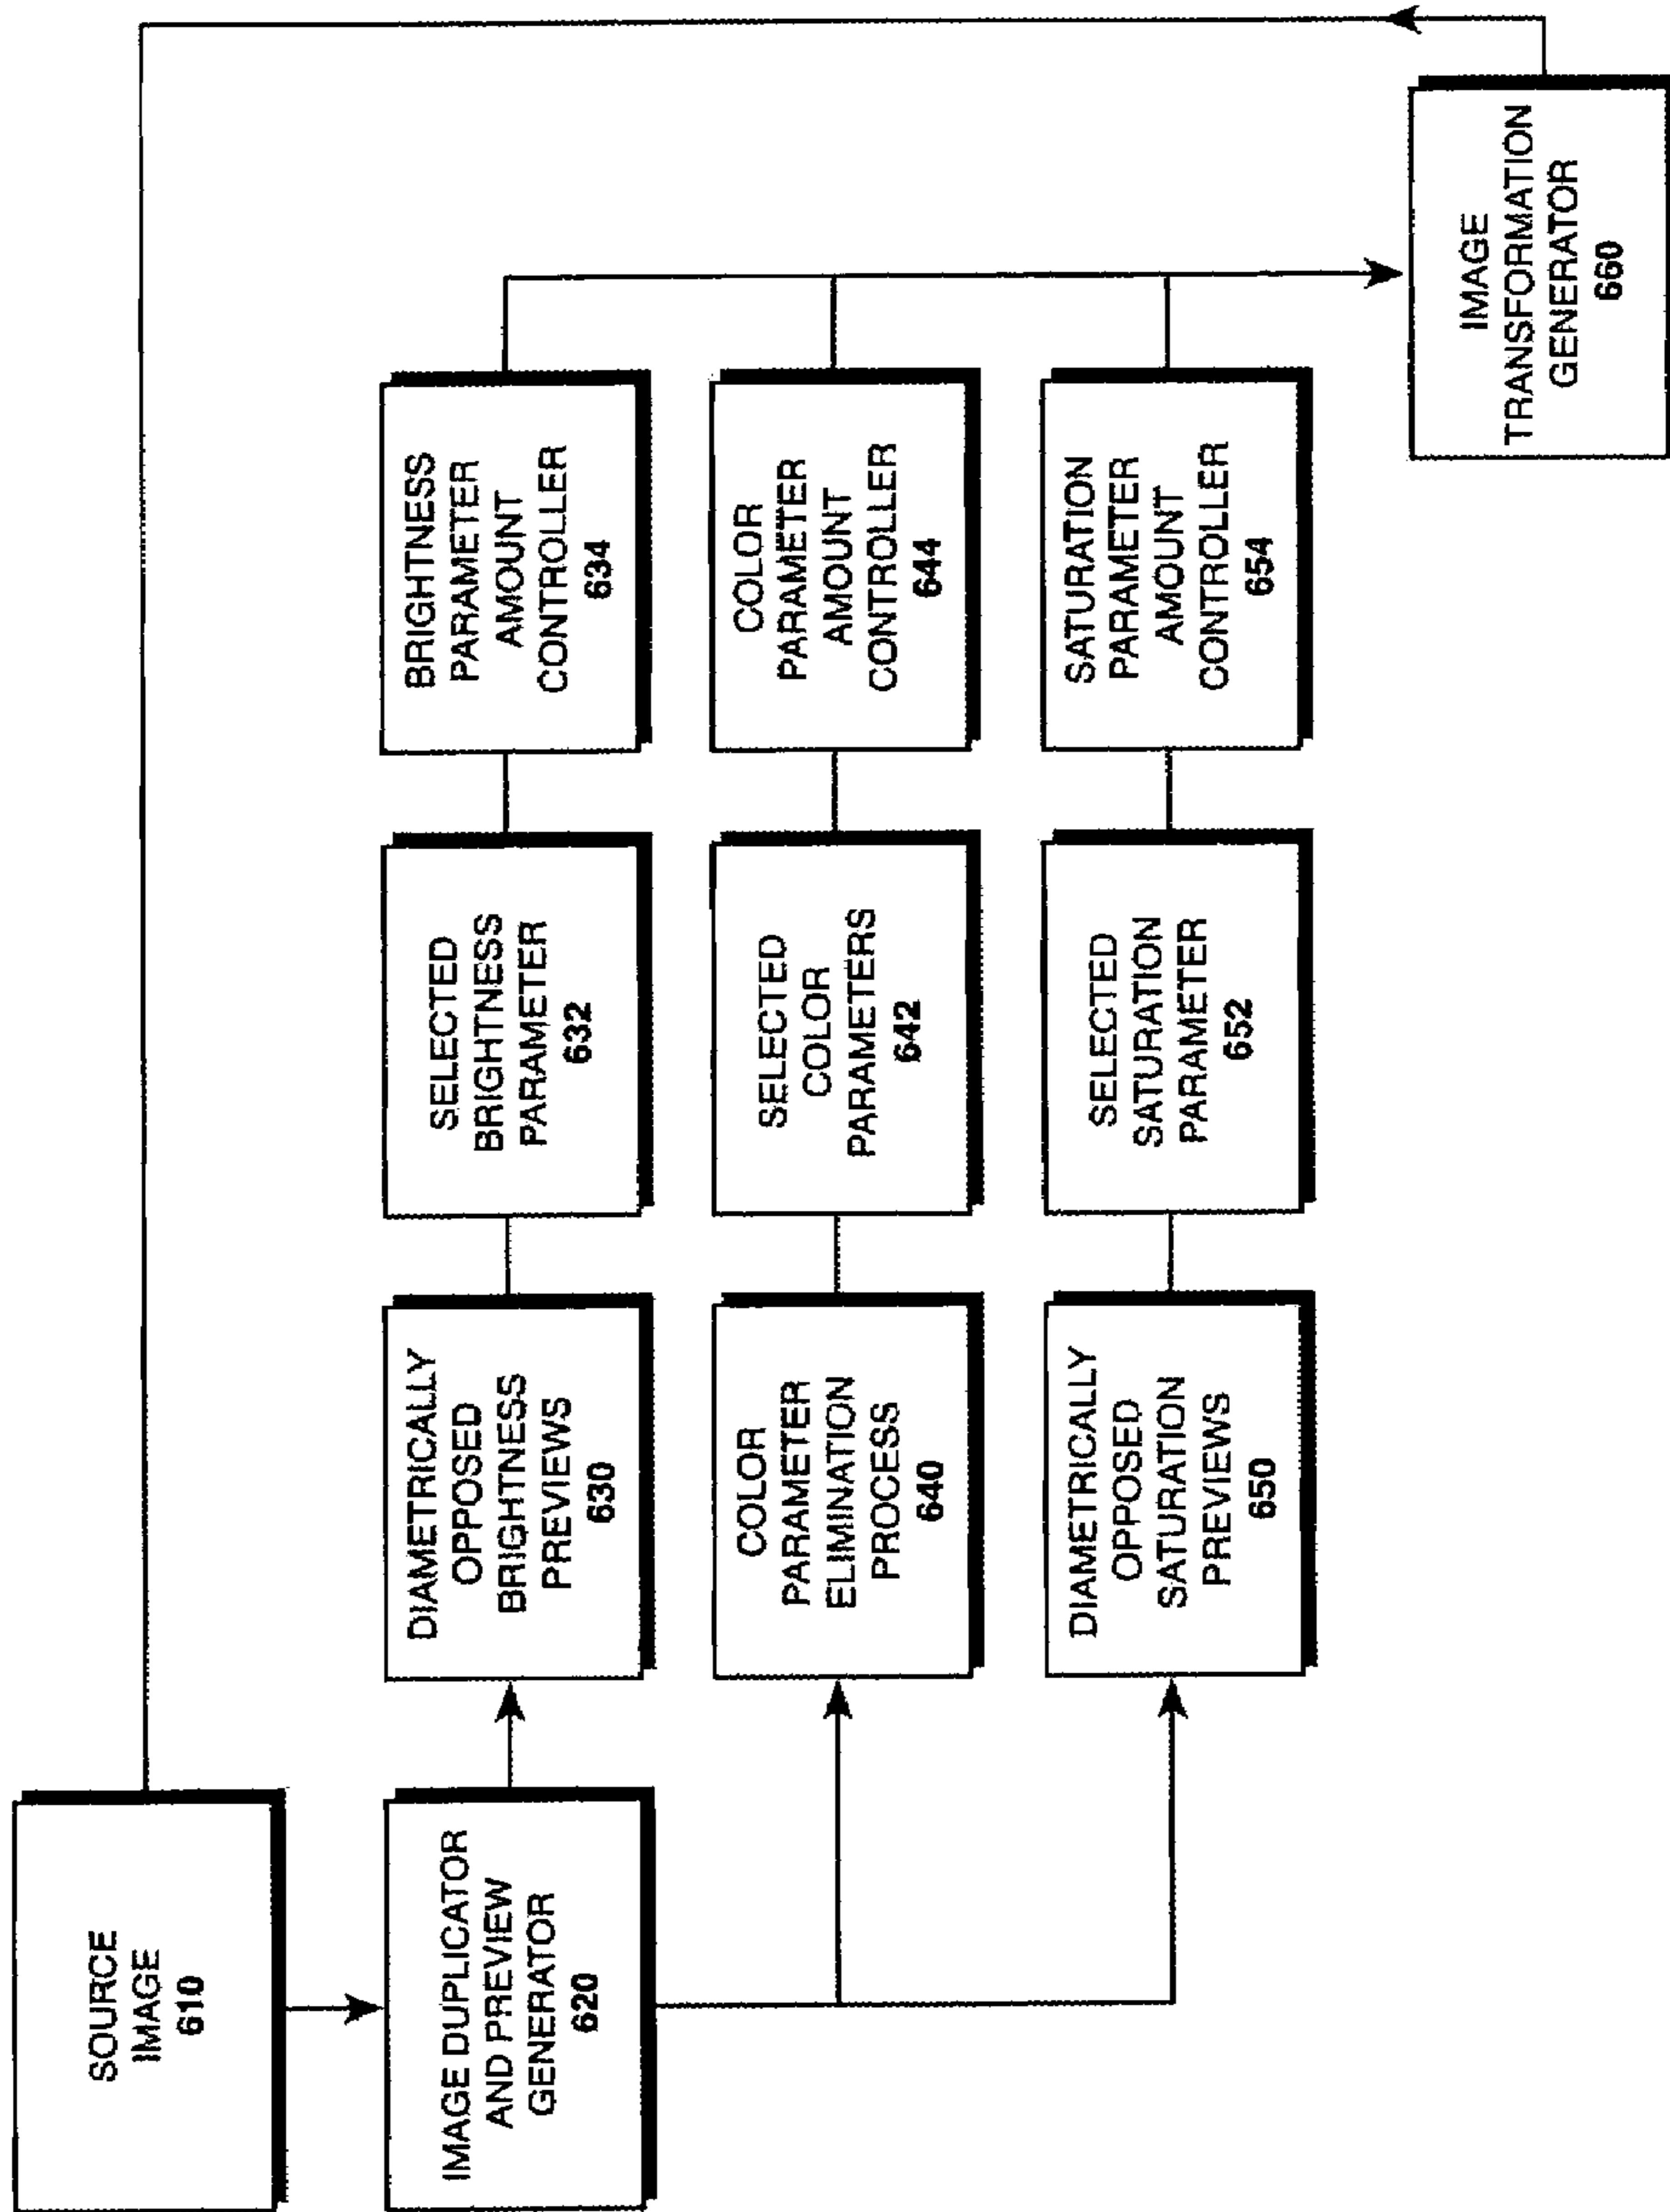 SOURCE
IMAGE
610
IMAGE DUPLICATOR
AND PREVIEW
GENERATOR
620
DIAMETRICALLY
OPPOSED
BRIGHTNESS
PREVIEWS
630
SELECTED
BRIGHTNESS
PARAMETER
632
BRIGHTNESS
PARAMETER
AMOUNT
CONTROLLER
634
COLOR
PARAMETER
ELIMINATION
PROCESS
640
SELECTED
COLOR
PARAMETERS
642
COLOR
PARAMETER
AMOUNT
CONTROLLER
644
DIAMETRICALLY
OPPOSED
SATURATION
PREVIEWS
650
SELECTED
SATURATION
PARAMETER
652
SATURATION
PARAMETER
AMOUNT
CONTROLLER
654
IMAGE
TRANSFORMATION
GENERATOR
660